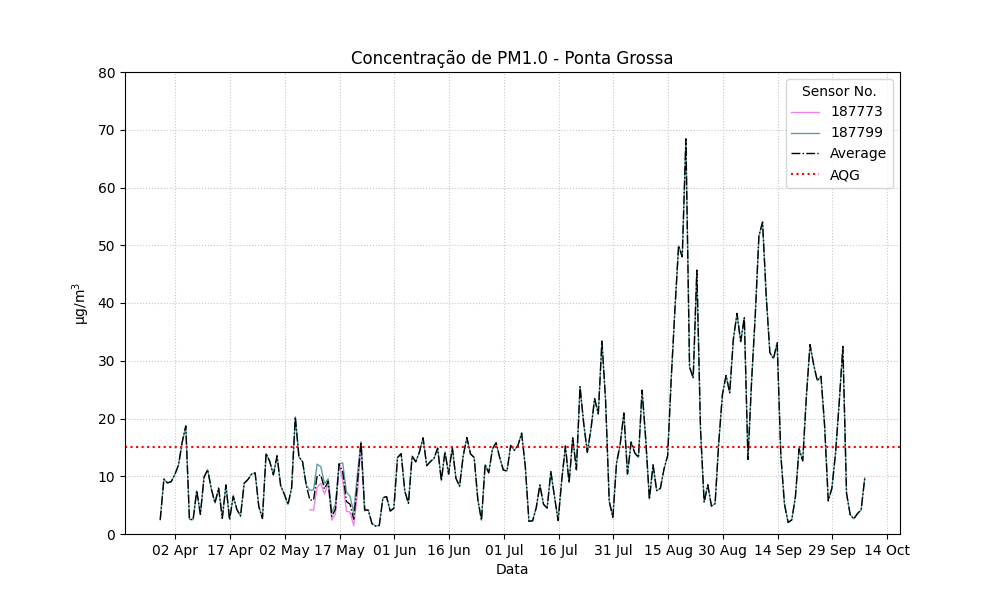 Concentração de PM1.0 - Ponta Grossa
Sensor No.
187773
187799
Average
AQG
80
70
60
50
40
30
20
10
0
µg/m³
02 Apr 17 Apr 02 May 17 May 01 Jun 16 Jun 01 Jul 16 Jul 31 Jul 15 Aug 30 Aug 14 Sep 29 Sep 14 Oct
Data